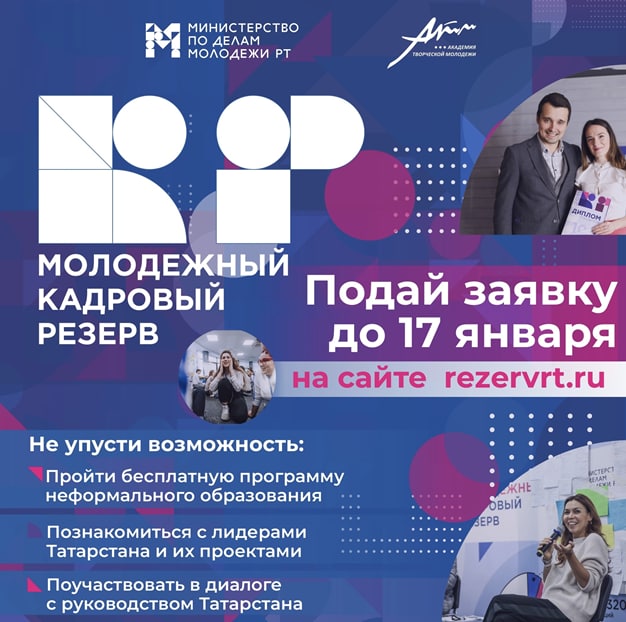 МИНИСТЕРСТВО
ПО ДЕЛАМ
МОЛОДЕЖИ РТ
АКАДЕМИЯ
ТВОРЧЕСКОЙ МОЛОДЕЖИ
ДИПЛОМ
МОЛОДЕЖНЫЙ
КАДРОВЫЙ
РЕЗЕРВ
Подай заявку
до 17 января
на сайте rezervrt.ru
Не упусти возможность:
Пройти бесплатную программу
неформального образования
Познакомиться с лидерами
Татарстана и их проектами
Поучаствовать в диалоге
с руководством Татарстана